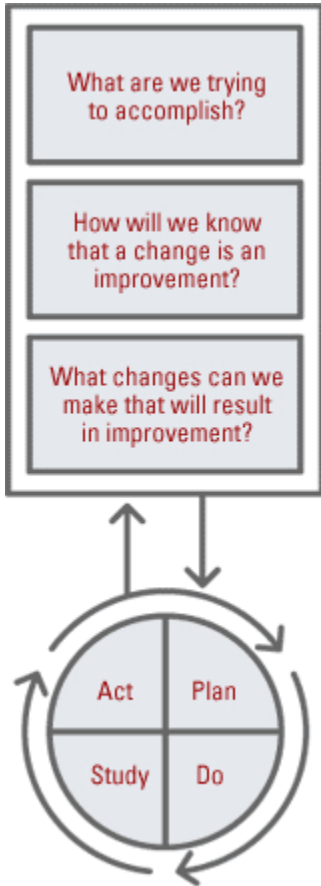 What are we trying
to accomplish?
How will we know
that a change is an
improvement?
What changes can we
make that will result
in improvement?
Act
Plan
Study
Do